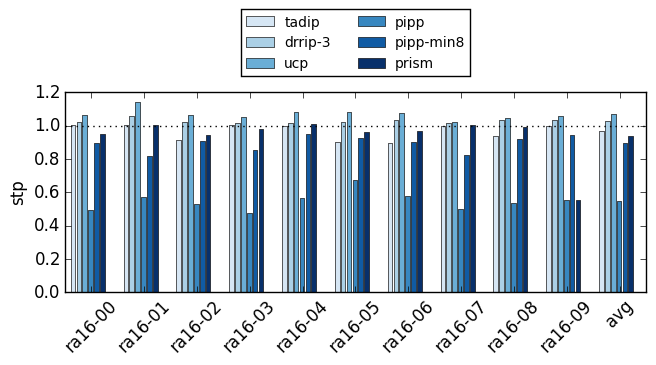 tadip pipp
drrip-3 pipp-min8
ucp prism
1.2
1.0
0.8
0.6
0.4
0.2
0.0
stp
ra16-00 ra16-01 ra16-02 ra16-03 ra16-04 ra16-05 ra16-06 ra16-07 ra16-08 ra16-09 avg